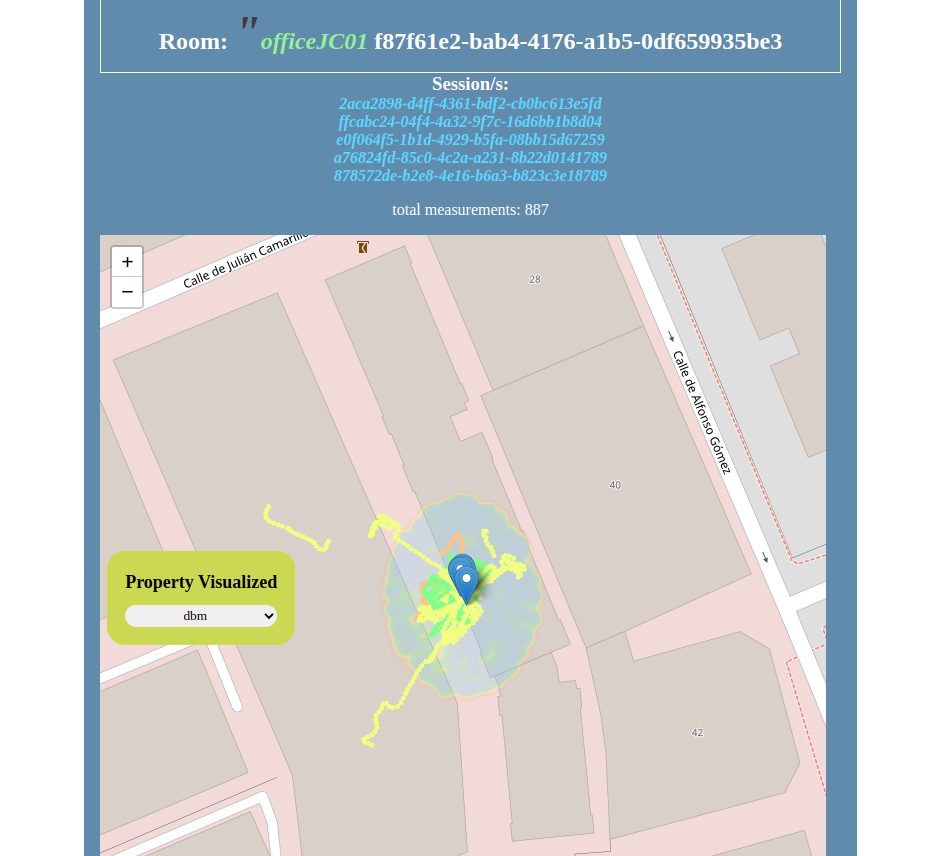 Room: "officeJC01 f87f61e2-bab4-4176-a1b5-0df659935be3
Session/s:
2aca2898-d4ff-4361-bdf2-cb0bc613e5fd
ffcabc24-04f4-4a32-9f7c-16d6bb1b8d04
e0f064f5-1b1d-4929-b5fa-08bb15d67259
a76824fd-85c0-4c2a-a231-8b22d0141789
878572de-b2e8-4e16-b6a3-b823c3e18789
total measurements: 887
+
−
Calle de Julián Camarillo
28
Calle de Alfonso Gómez
40
Property Visualized
dbm
42